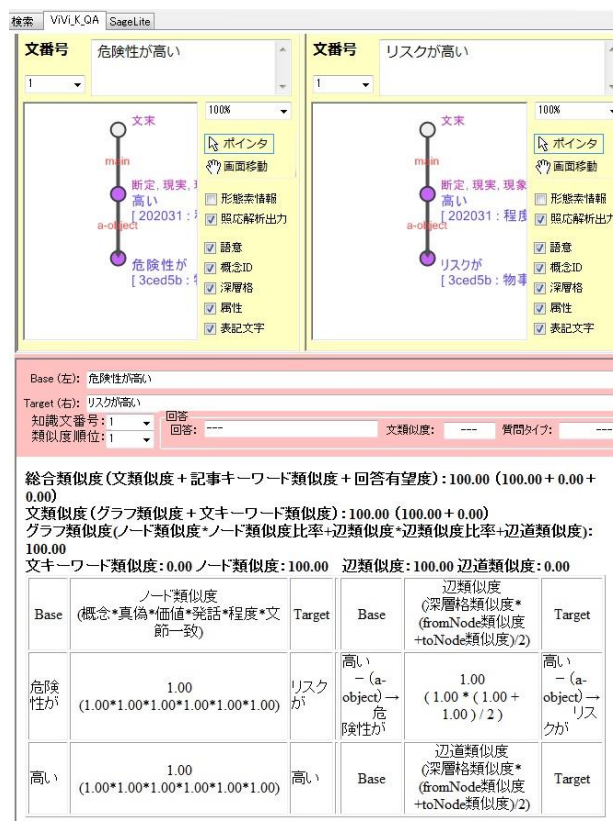 検索 ViVi_K_QA SageLite
文番号 危険性が高い
1
文番号 リスクが高い
1
100%
文末
ポインタ
main
画面移動
断定, 現実,
高い
[ 202031 :
a-object
危険性が
[ 3ced5b :
形態素情報
照応解析出力
語意
概念ID
深層格
属性
表記文字
100%
文末
ポインタ
main
画面移動
断定, 現実, 現象
高い
[ 202031 : 程度
a-object
リスクが
[ 3ced5b : 物事
形態素情報
照応解析出力
語意
概念ID
深層格
属性
表記文字
Base (左): 危険性が高い
Target (右): リスクが高い
知識文番号: 1
類似度順位: 1
回答
回答: --- 文類似度: --- 質問タイプ: ---
総合類似度(文類似度+記事キーワード類似度+回答有望度):100.00 (100.00+0.00+
0.00)
文類似度(グラフ類似度+文キーワード類似度):100.00 (100.00+0.00)
グラフ類似度(ノード類似度*ノード類似度比率+辺類似度*辺類似度比率+辺道類似度):
100.00
文キーワード類似度:0.00 ノード類似度:100.00 辺類似度:100.00 辺道類似度:0.00
Base
ノード類似度
(概念*真偽*価値*発話*程度*文
節一致)
Target
Base
辺類似度
(深層格類似度*
(fromNode類似度
+toNode類似度)/2)
Target
危険
性が
1.00
(1.00*1.00*1.00*1.00*1.00*1.00)
リスク
が
高い
-(a-
object)→
危
険性が
1.00
(1.00*(1.00+
1.00)/2)
高い
-(a-
object)→
リス
クが
高い
1.00
(1.00*1.00*1.00*1.00*1.00*1.00)
高い
Base
辺道類似度
(深層格類似度*
(fromNode類似度
+toNode類似度)/2)
Target